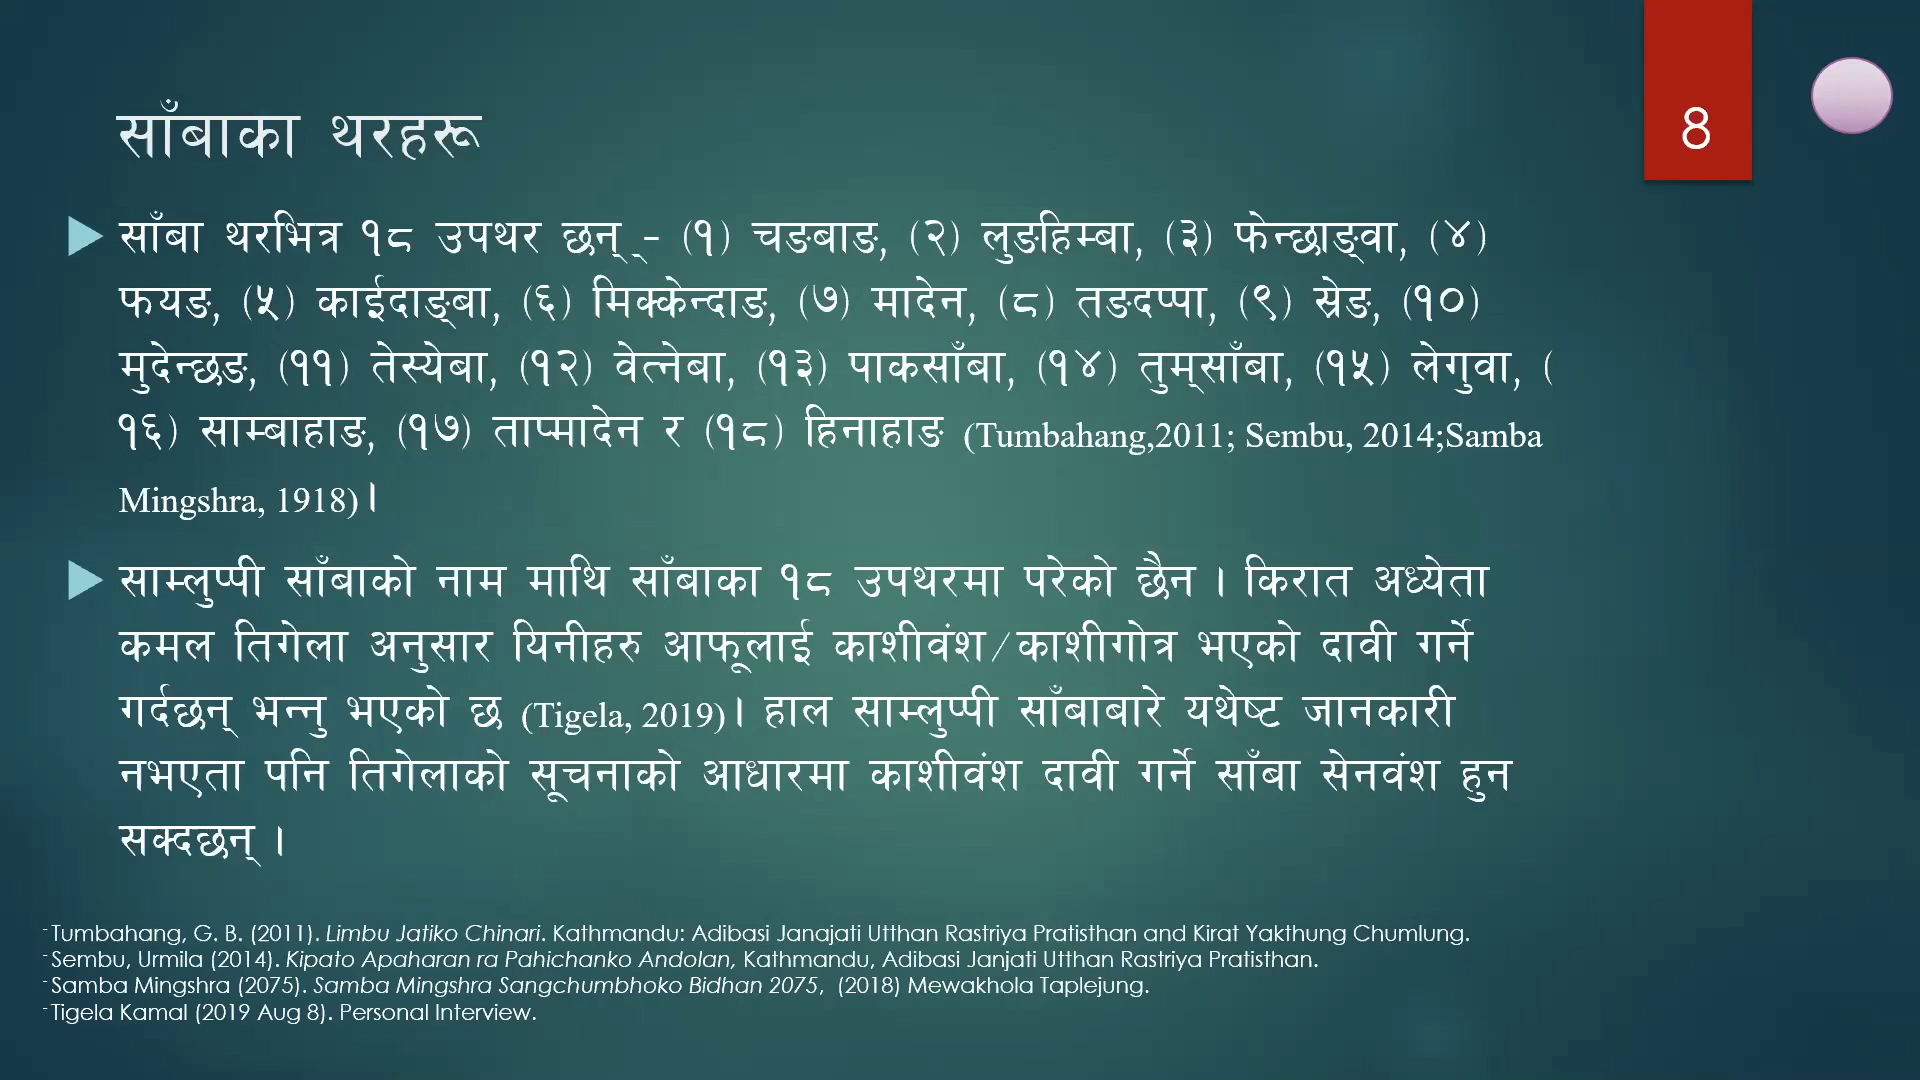 साँबाका थरहरू
8
साँबा थरभित्र १८ उपथर छन् ्- (१) चङबाङ, (२) लुङहिम्बा, (३) फेन्छाङ्वा, (४)
फयङ, (५) काईदाङ्बा, (६) मिक्केन्दाङ, (७) मादेन, (८) तङदप्पा, (९) स्रेङ, (१०)
मुदेन्छङ, (११) तेस्येबा, (१२) वेत्नेबा, (१३) पाकसाँबा, (१४) तुम्साँबा, (१५) लेगुवा, (
१६) साम्बाहाङ, (१७) ताप्मादेन र (१८) हिनाहाङ (Tumbahang,2011; Sembu, 2014;Samba
Mingshra, 1918)।
साम्लुप्पी साँबाको नाम माथि साँबाका १८ उपथरमा परेको छैन । किरात अध्येता
कमल तिगेला अनुसार यिनीहरु आफूलाई काशीवंश/काशीगोत्र भएको दावी गर्ने
गर्दछन् भन्नु भएको छ (Tigela, 2019)। हाल साम्लुप्पी साँबाबारे यथेष्ट जानकारी
नभएता पनि तिगेलाको सूचनाको आधारमा काशीवंश दावी गर्ने साँबा सेनवंश हुन
सक्दछन् ।
-Tumbahang, G. B. (2011). Limbu Jatiko Chinari. Kathmandu: Adibasi Janajati Utthan Rastriya Pratisthan and Kirat Yakthung Chumlung.
-Sembu, Urmila (2014). Kipato Apaharan ra Pahichanko Andolan, Kathmandu, Adibasi Janjati Utthan Rastriya Pratisthan.
-Samba Mingshra (2075). Samba Mingshra Sangchumbhoko Bidhan 2075, (2018) Mewakhola Taplejung.
-Tigela Kamal (2019 Aug 8). Personal Interview.